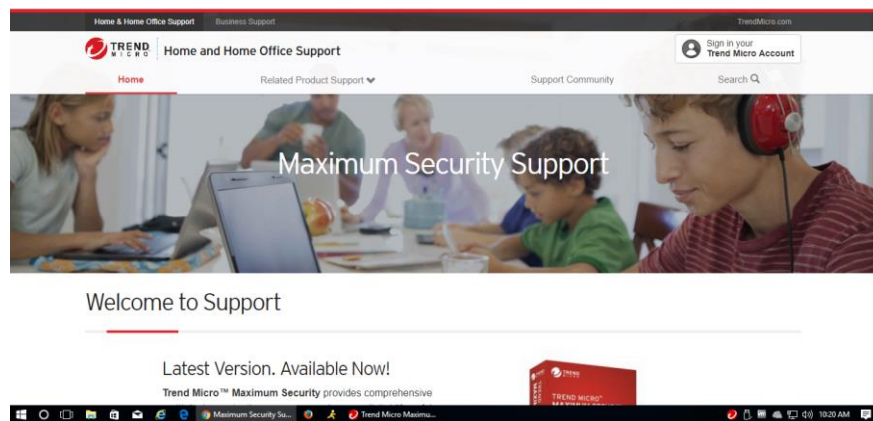 Home & Home Office Support Business Support TrendMicro.com
TREND MICRO Home and Home Office Support
Sign in your
Trend Micro Account
Home Related Product Support Support Community Search
Maximum Security Support
Welcome to Support
Latest Version. Available Now!
Trend Micro™ Maximum Security provides comprehensive
TREND
TREND MICRO™
Maximum Security Su... Trend Micro Maximu... 10:20 AM